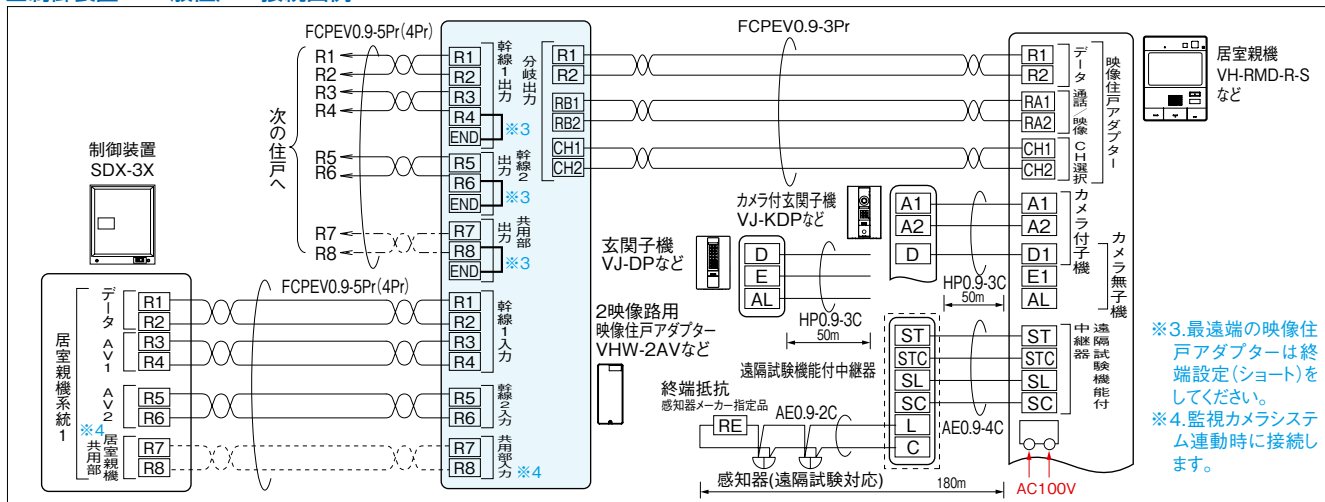 FCPEV0.9-5Pr(4Pr)
R1
R2
R3
R4
R5
R6
R7
R8
次の住戸へ
制御装置
SDX-3X
居室親機系統1
データ
R1
R2
AV1
R3
R4
AV2
R5
R6
※4
居室親機
共用部
R7
R8
FCPEV0.9-5Pr(4Pr)
R1
R2
R3
R4
END
幹線1出力
※3
R5
R6
END
幹線2
出力
※3
R7
R8
END
共用部
出力
※3
R1
R2
R3
R4
幹線1入力
R5
R6
幹線2入力
R7
R8
共用部入力
※4
分岐出力
R1
R2
RB1
RB2
CH1
CH2
FCPEV0.9-3Pr
R1
R2
データ
RA1
RA2
通話/映像
CH1
CH2
CH選択
映像住戸アダプター
居室親機
VH-RMD-R-S
など
カメラ付玄関子機
VJ-KDPなど
A1
A2
D
HP0.9-3C
50m
A1
A2
D1
E1
AL
カメラ付子機
カメラ無子機
玄関子機
VJ-DPなど
D
E
AL
HP0.9-3C
50m
2映像路用
映像住戸アダプター
VHW-2AVなど
遠隔試験機能付中継器
ST
STC
SL
SC
L
C
AE0.9-4C
ST
STC
SL
SC
遠隔試験機能付
中継器
終端抵抗
感知器メーカー指定品
RE
AE0.9-2C
感知器(遠隔試験対応)
180m
AC100V
※3.最遠端の映像住
戸アダプターは終
端設定(ショート)を
してください。
※4.監視カメラシステ
ム連動時に接続し
ます。